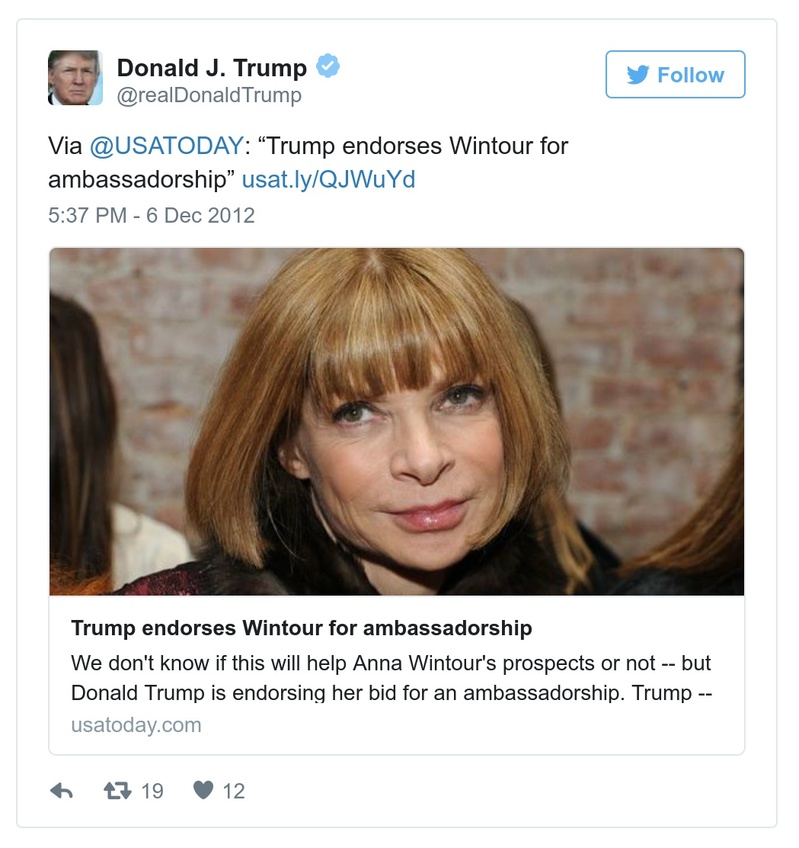 Donald J. Trump
@realDonaldTrump
Follow
Via @USATODAY: “Trump endorses Wintour for
ambassadorship” usat.ly/QJWuYd
5:37 PM - 6 Dec 2012
Trump endorses Wintour for ambassadorship
We don't know if this will help Anna Wintour's prospects or not -- but
Donald Trump is endorsing her bid for an ambassadorship. Trump --
usatoday.com
19
12